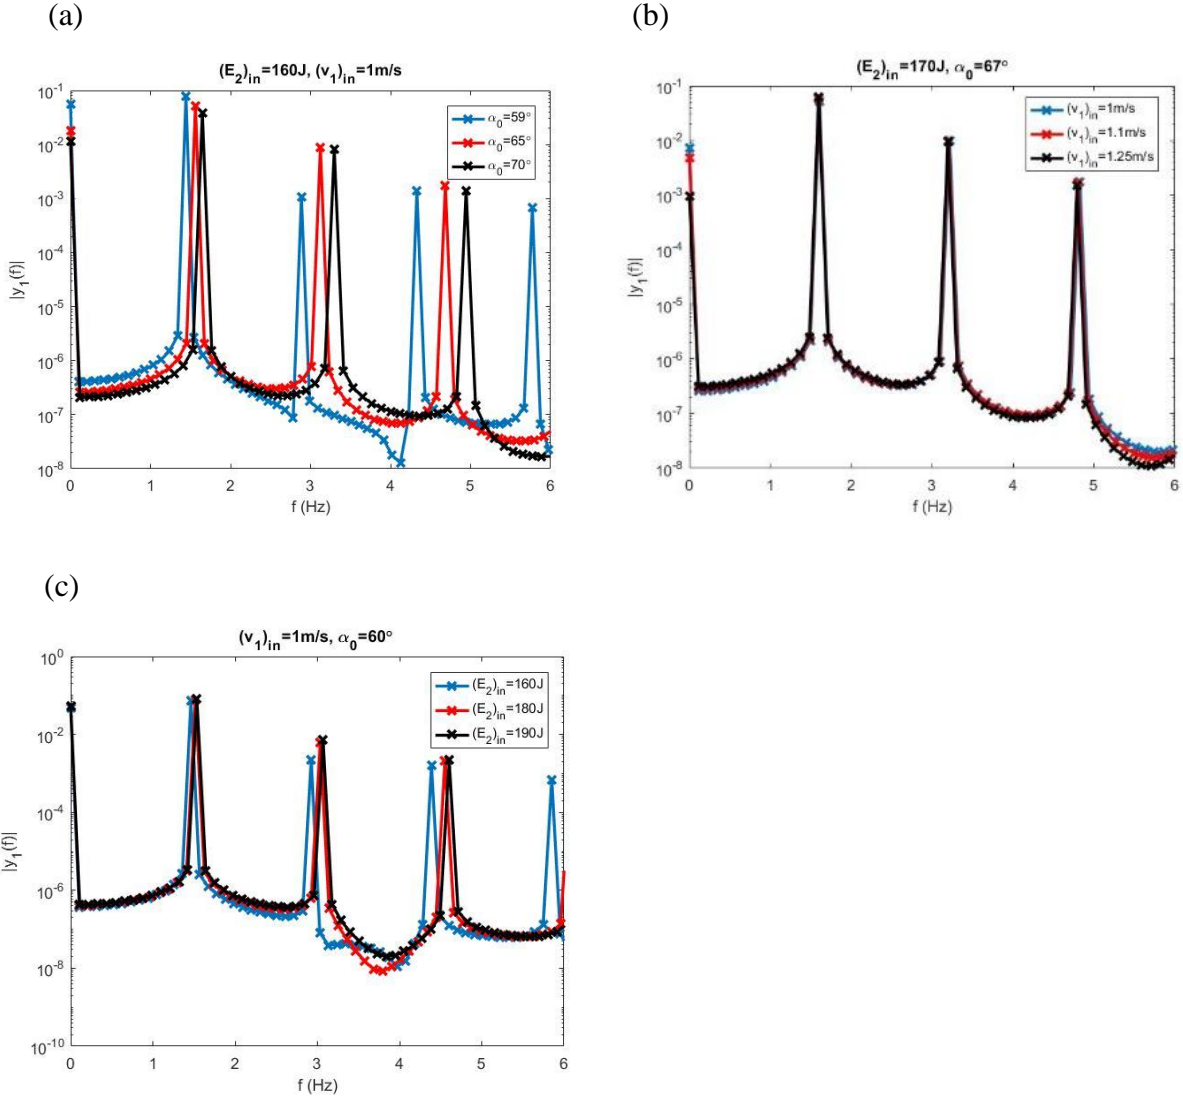 (a)
(E₂)ᵢₙ=160J, (v₁)ᵢₙ=1m/s
α₀=59°
α₀=65°
α₀=70°
10⁻¹
10⁻²
10⁻³
10⁻⁴
10⁻⁵
10⁻⁶
10⁻⁷
10⁻⁸
|y₁(f)|
0 1 2 3 4 5 6
f (Hz)
(b)
(E₂)ᵢₙ=170J, α₀=67°
(v₁)ᵢₙ=1m/s
(v₁)ᵢₙ=1.1m/s
(v₁)ᵢₙ=1.25m/s
10⁻¹
10⁻²
10⁻³
10⁻⁴
10⁻⁵
10⁻⁶
10⁻⁷
10⁻⁸
|y₁(f)|
0 1 2 3 4 5 6
f (Hz)
(c)
(v₁)ᵢₙ=1m/s, α₀=60°
(E₂)ᵢₙ=160J
(E₂)ᵢₙ=180J
(E₂)ᵢₙ=190J
10⁰
10⁻²
10⁻⁴
10⁻⁶
10⁻⁸
10⁻¹⁰
|y₁(f)|
0 1 2 3 4 5 6
f (Hz)